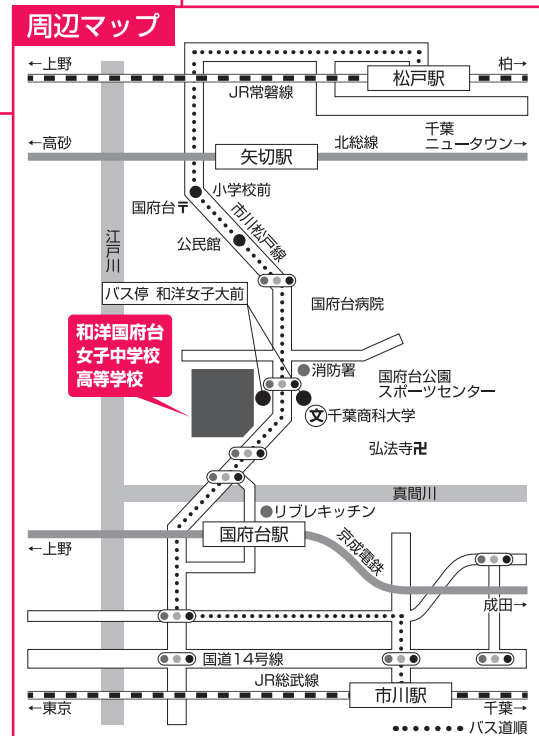 周辺マップ
←上野
柏→
松戸駅
JR常磐線
←高砂
千葉
ニュータウン→
北総線
矢切駅
小学校前
国府台〒
市川松戸線
公民館
江戸川
バス停 和洋女子大前
国府台病院
和洋国府台
女子中学校
高等学校
消防署
国府台公園
スポーツセンター
文千葉商科大学
弘法寺卍
真間川
リブレキッチン
国府台駅
京成電鉄
←上野
成田→
国道14号線
JR総武線
市川駅
←東京
千葉→
バス道順